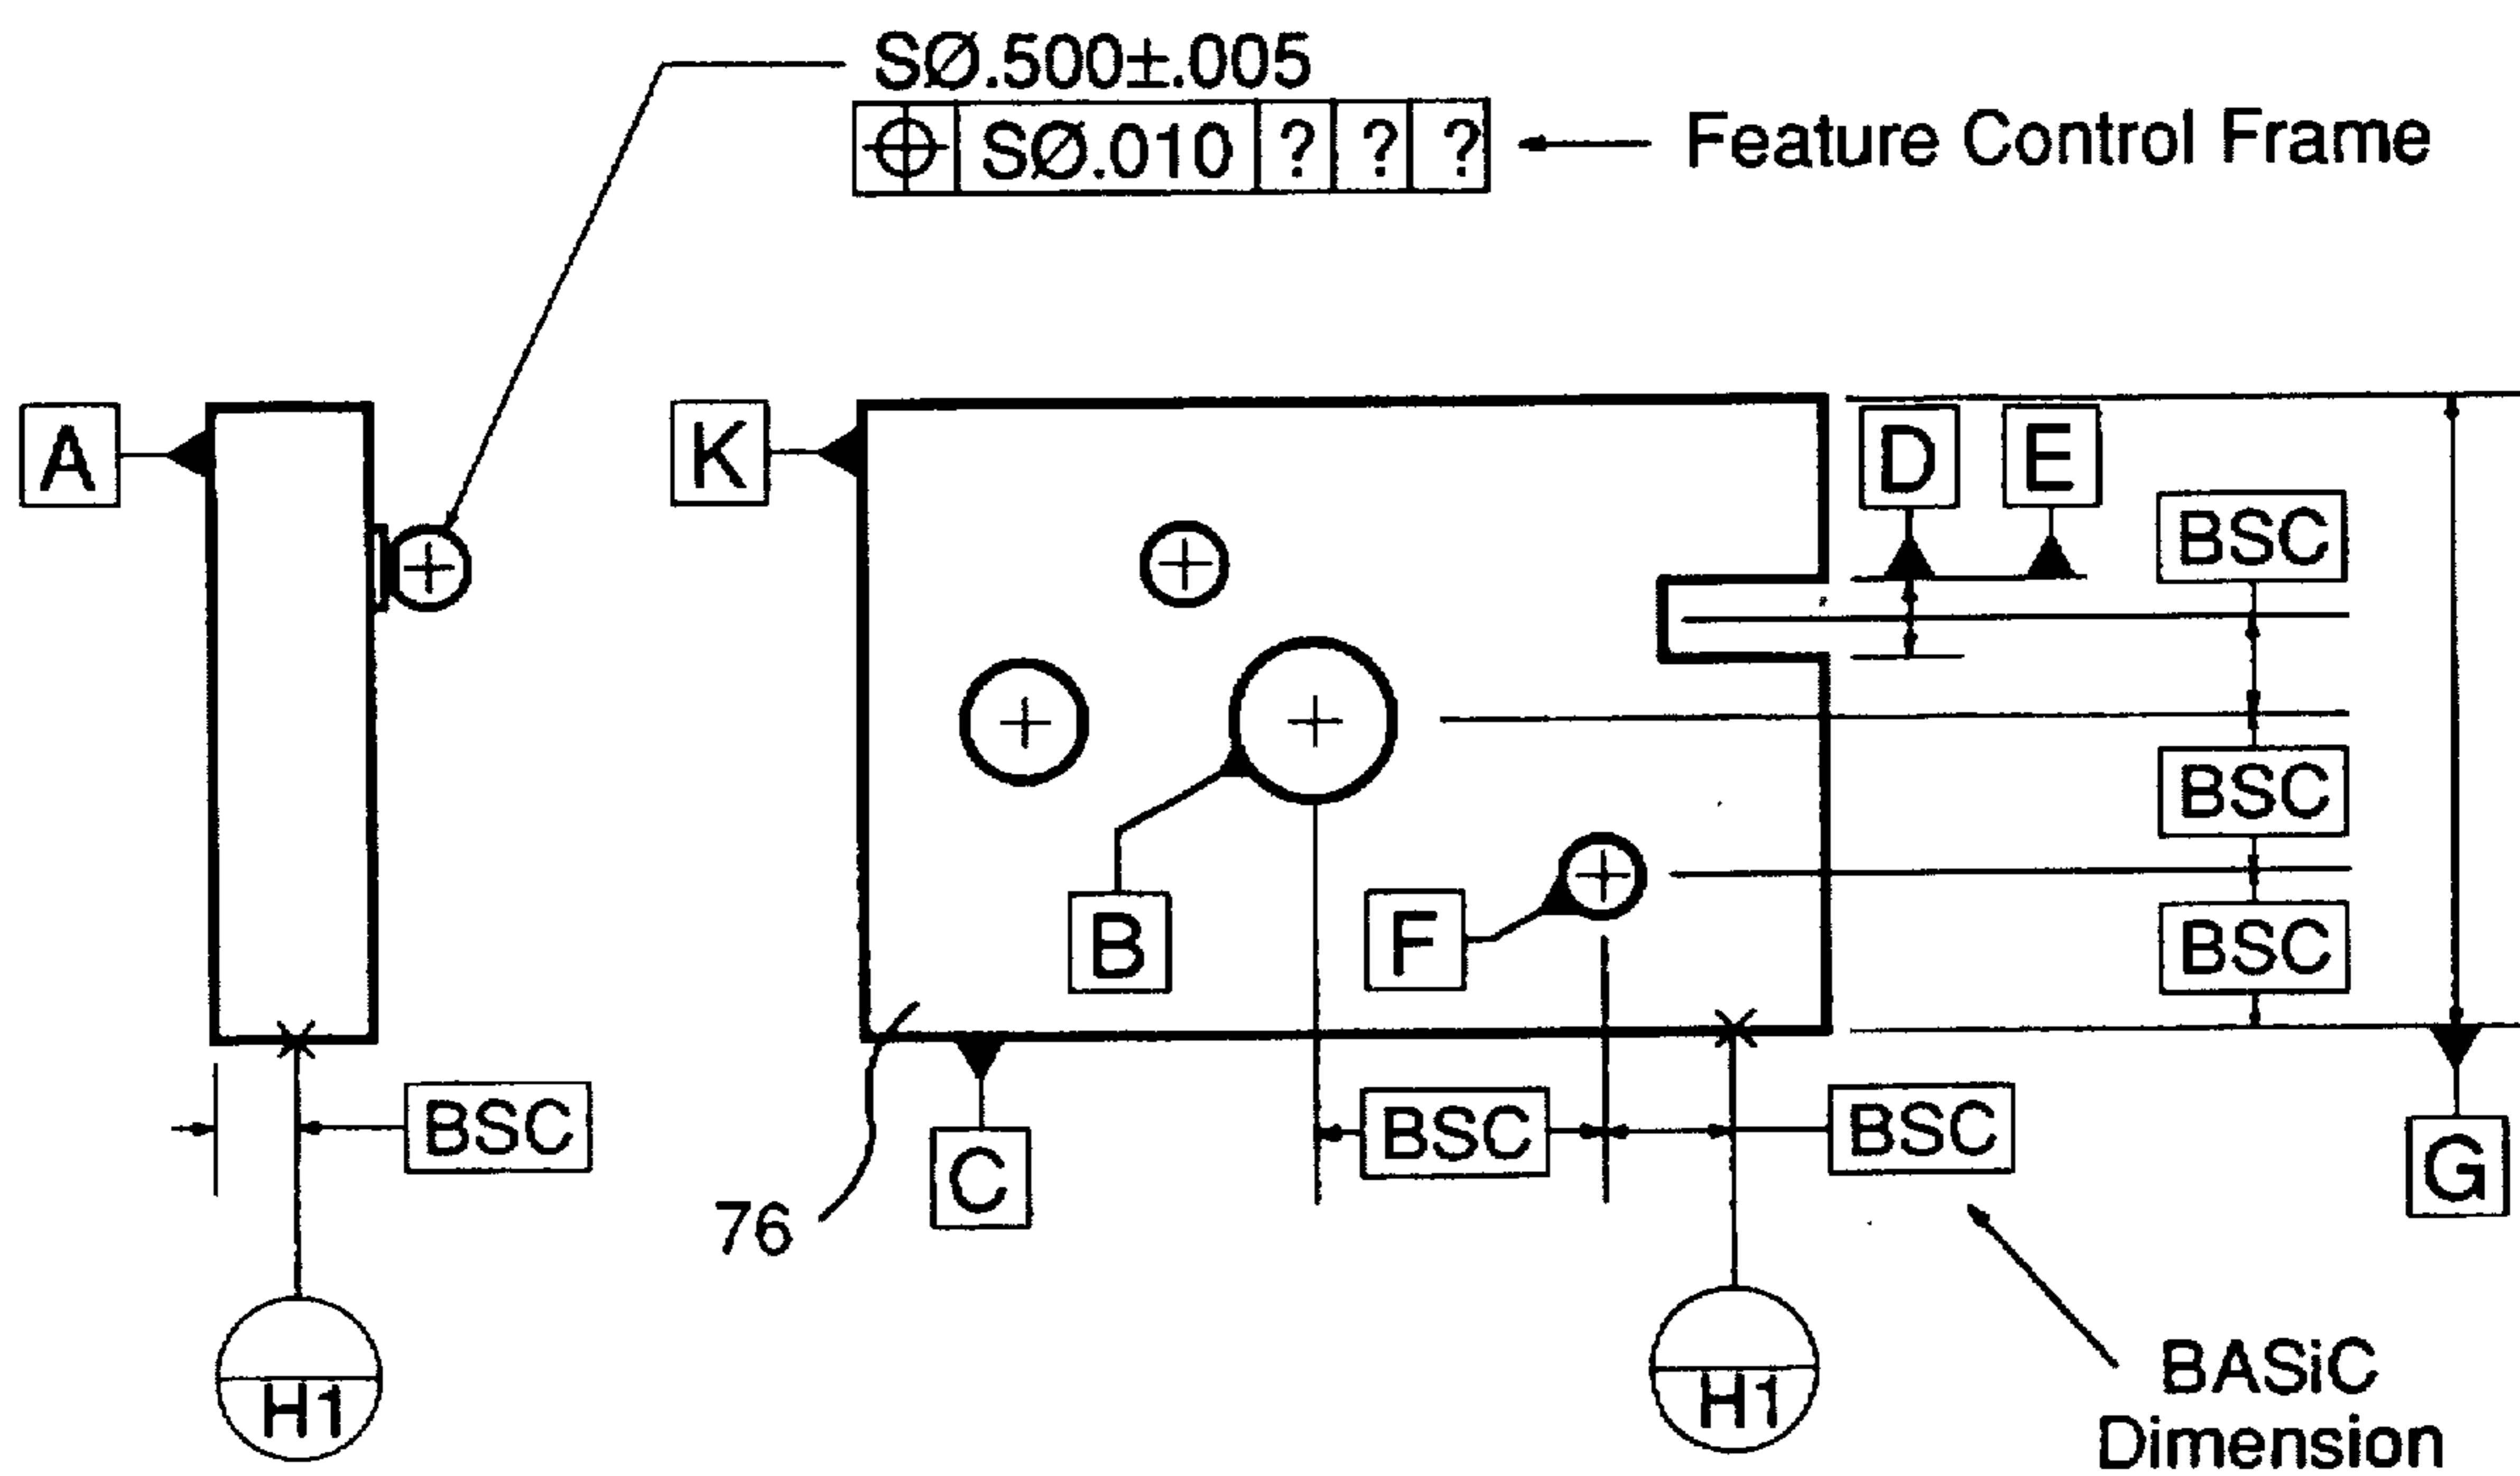 SØ.500±.005
⌖ SØ.010 ? ? ?
Feature Control Frame
A
K
D
E
BSC
BSC
B
F
BSC
BSC
BSC
BSC
C
G
76
H1
H1
BASiC
Dimension